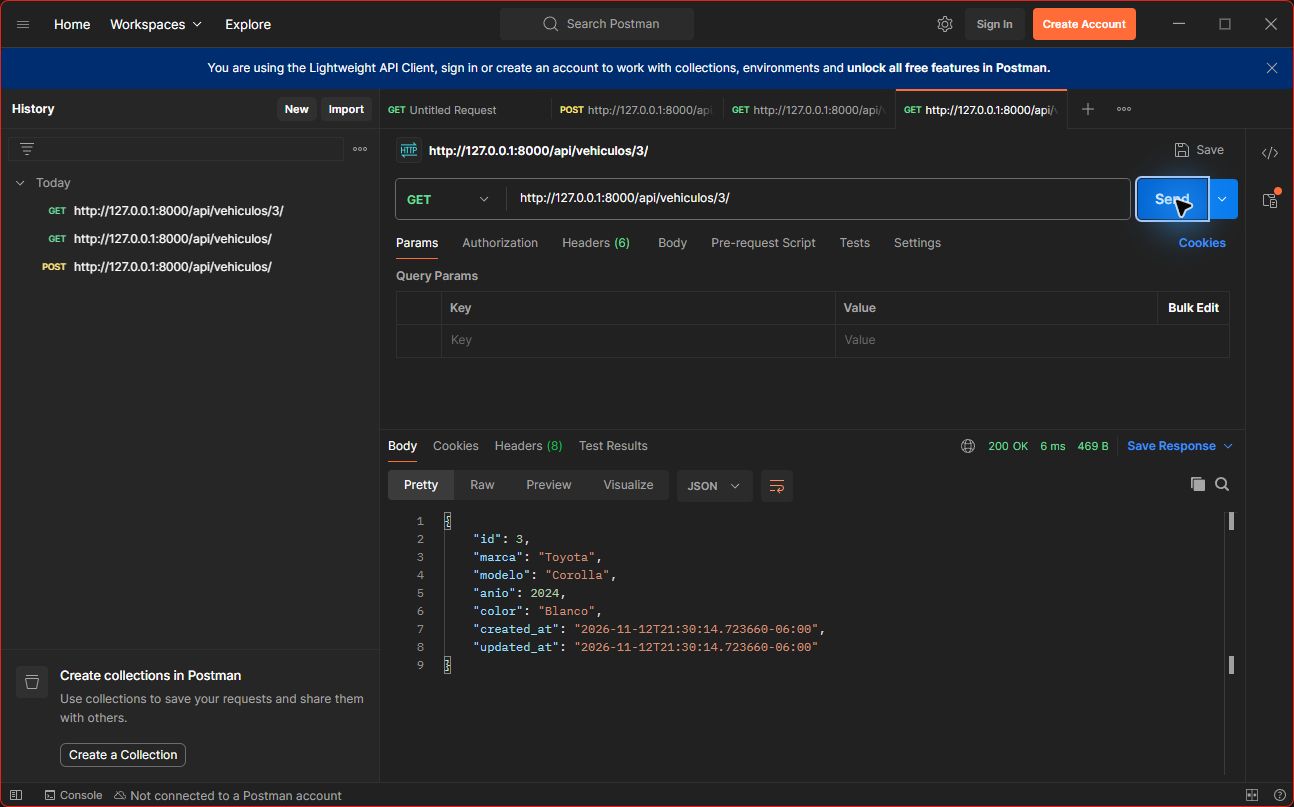 Home Workspaces Explore Search Postman Sign In Create Account
You are using the Lightweight API Client, sign in or create an account to work with collections, environments and unlock all free features in Postman.
History New Import
GET Untitled Request POST http://127.0.0.1:8000/api GET http://127.0.0.1:8000/api/ GET http://127.0.0.1:8000/api/
HTTP http://127.0.0.1:8000/api/vehiculos/3/ Save
Today
GET http://127.0.0.1:8000/api/vehiculos/3/
GET http://127.0.0.1:8000/api/vehiculos/
POST http://127.0.0.1:8000/api/vehiculos/
GET http://127.0.0.1:8000/api/vehiculos/3/ Send
Params Authorization Headers (6) Body Pre-request Script Tests Settings Cookies
Query Params
Key Value Bulk Edit
Key Value
Body Cookies Headers (8) Test Results 200 OK 6 ms 469 B Save Response
Pretty Raw Preview Visualize JSON
1 {
2 "id": 3,
3 "marca": "Toyota",
4 "modelo": "Corolla",
5 "anio": 2024,
6 "color": "Blanco",
7 "created_at": "2026-11-12T21:30:14.723660-06:00",
8 "updated_at": "2026-11-12T21:30:14.723660-06:00"
9 }
Create collections in Postman
Use collections to save your requests and share them
with others.
Create a Collection
Console Not connected to a Postman account